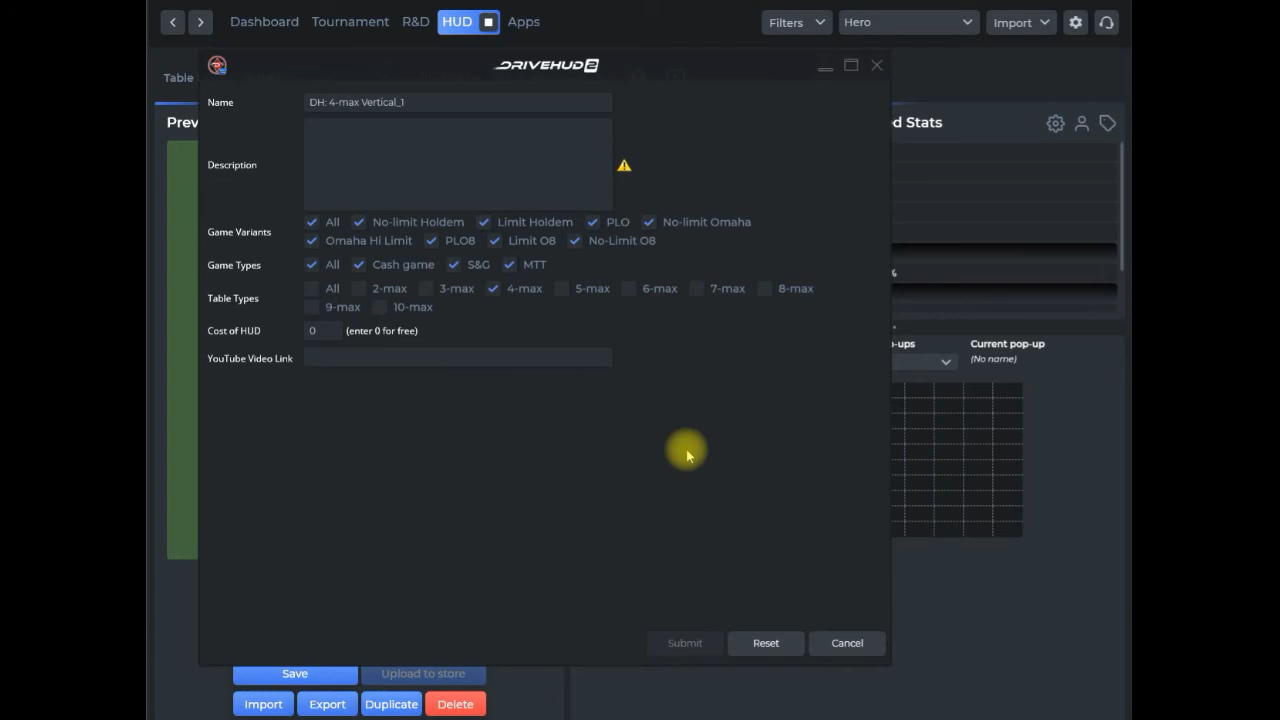 Dashboard Tournament R&D HUD Apps Filters Hero Import
DRIVEHUD2
Table
Prev
d Stats
Name DH: 4-max Vertical_1
Description
Game Variants
All No-limit Holdem Limit Holdem PLO No-limit Omaha
Omaha Hi Limit PLO8 Limit O8 No-Limit O8
Game Types All Cash game S&G MTT
Table Types
All 2-max 3-max 4-max 5-max 6-max 7-max 8-max
9-max 10-max
Cost of HUD 0 (enter 0 for free)
YouTube Video Link
%
-ups Current pop-up
(No name)
Submit Reset Cancel
Save Upload to store
Import Export Duplicate Delete